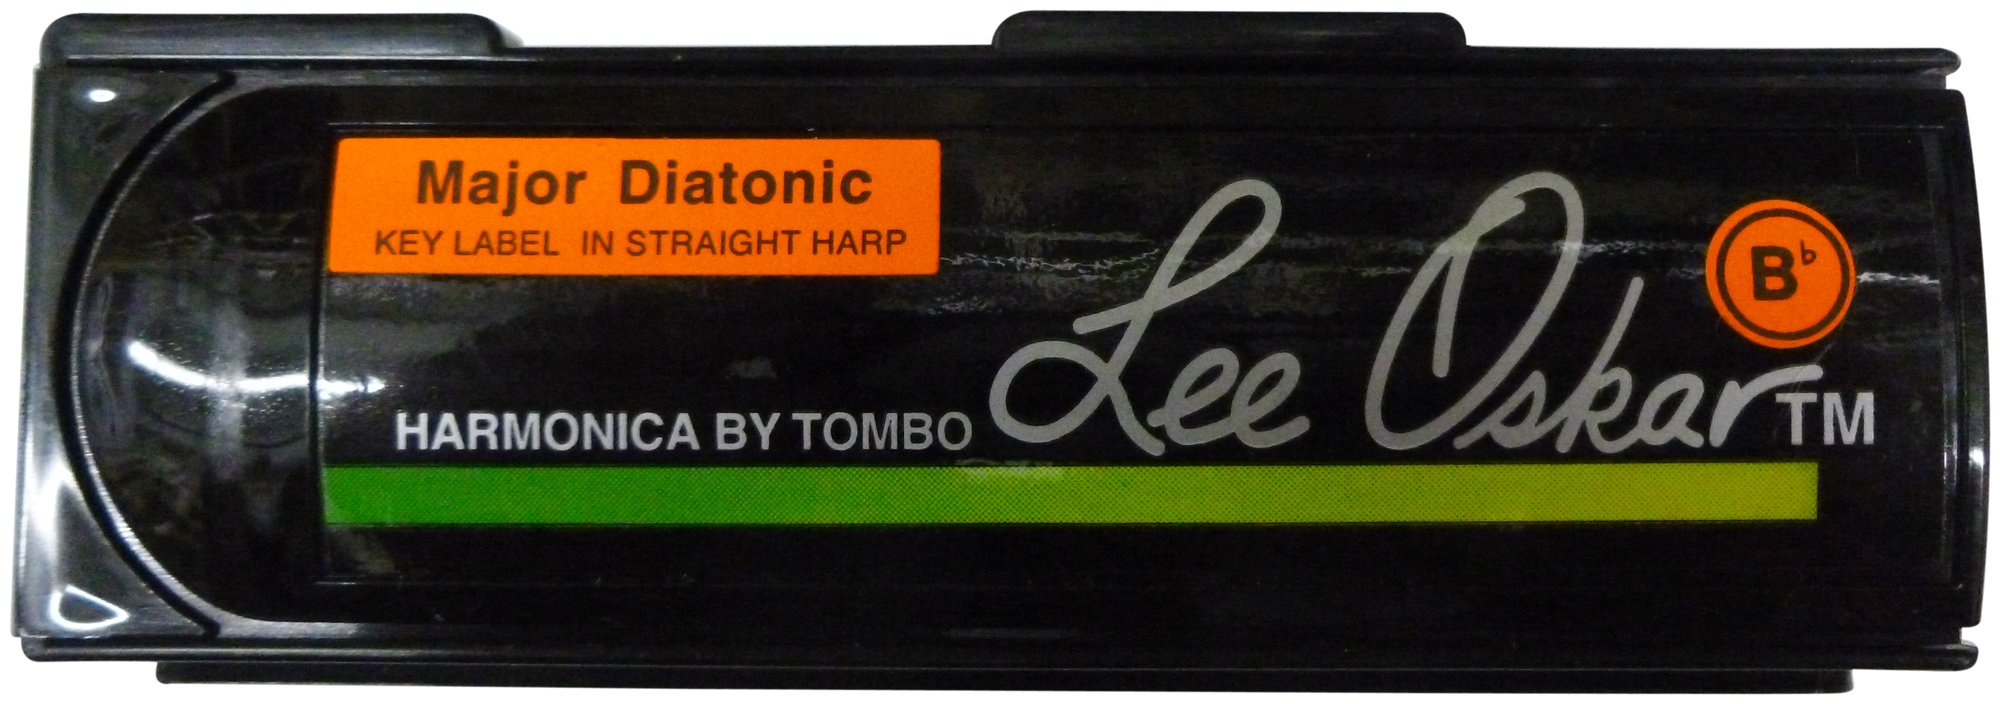 Major Diatonic
KEY LABEL IN STRAIGHT HARP
B♭
HARMONICA BY TOMBO Lee Oskar TM